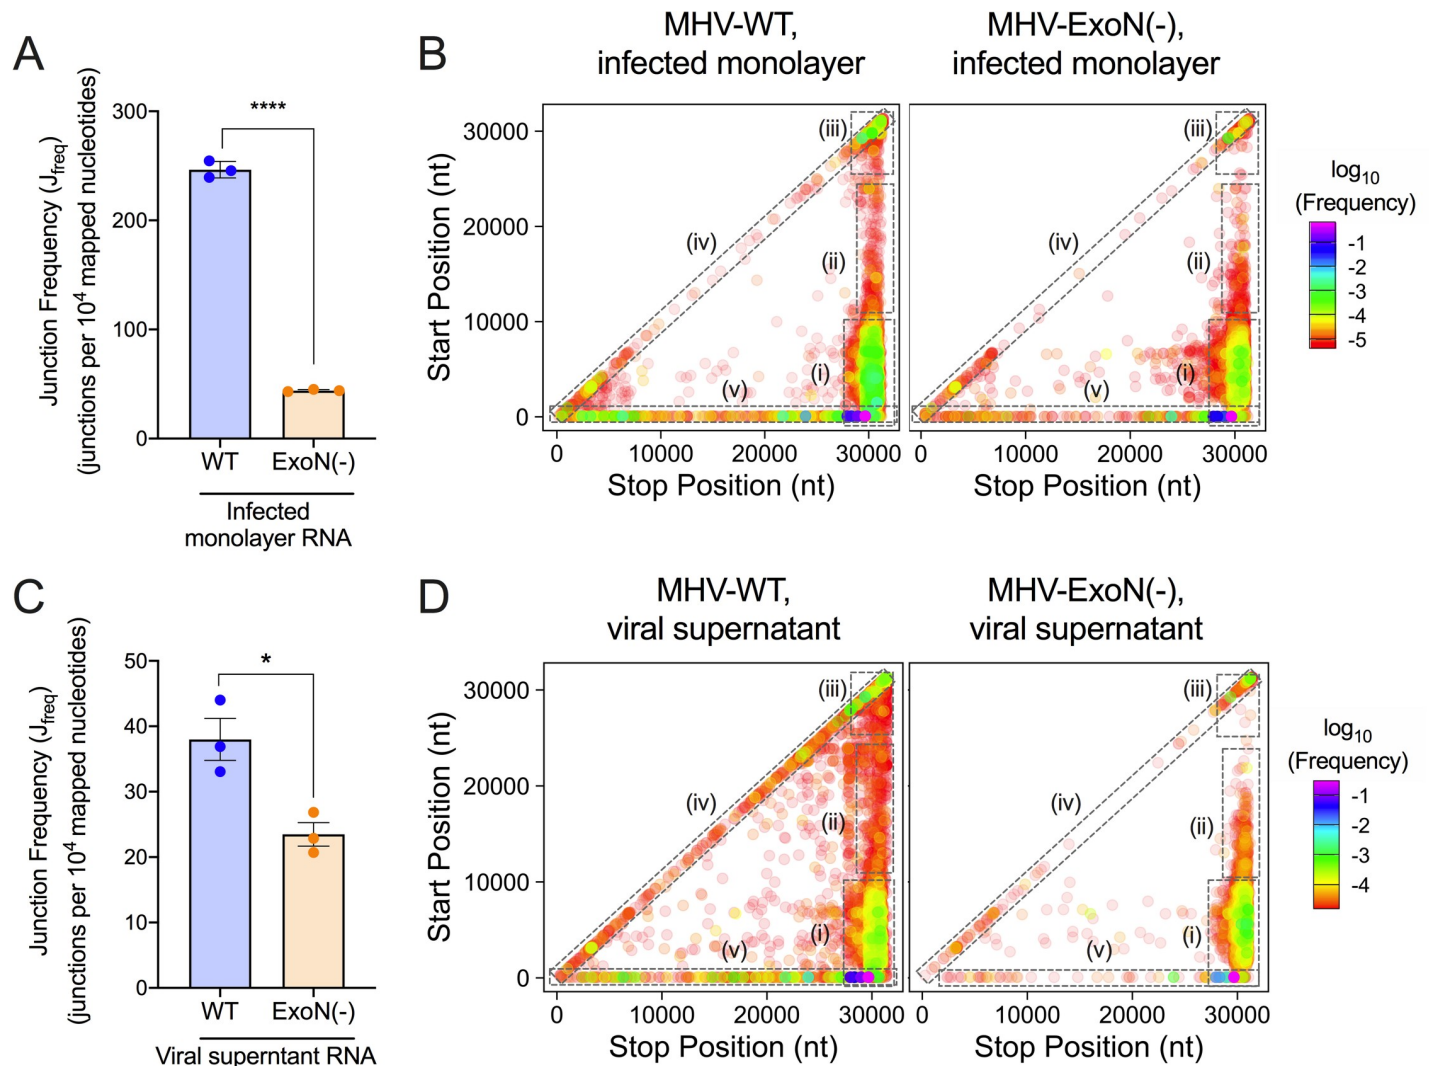 A
Junction Frequency (Jfreq)
(junctions per 10⁴ mapped nucleotides)
300
200
100
0
****
WT
ExoN(-)
Infected
monolayer RNA
B
MHV-WT,
infected monolayer
MHV-ExoN(-),
infected monolayer
Start Position (nt)
30000
20000
10000
0
(iii)
(iv)
(ii)
(i)
(v)
(iii)
(iv)
(ii)
(i)
(v)
0 10000 20000 30000
0 10000 20000 30000
Stop Position (nt)
Stop Position (nt)
log10
(Frequency)
-1
-2
-3
-4
-5
C
Junction Frequency (Jfreq)
(junctions per 10⁴ mapped nucleotides)
50
40
30
20
10
0
*
WT
ExoN(-)
Viral superntant RNA
D
MHV-WT,
viral supernatant
MHV-ExoN(-),
viral supernatant
Start Position (nt)
30000
20000
10000
0
(iii)
(iv)
(ii)
(i)
(v)
(iii)
(iv)
(ii)
(i)
(v)
0 10000 20000 30000
0 10000 20000 30000
Stop Position (nt)
Stop Position (nt)
log10
(Frequency)
-1
-2
-3
-4